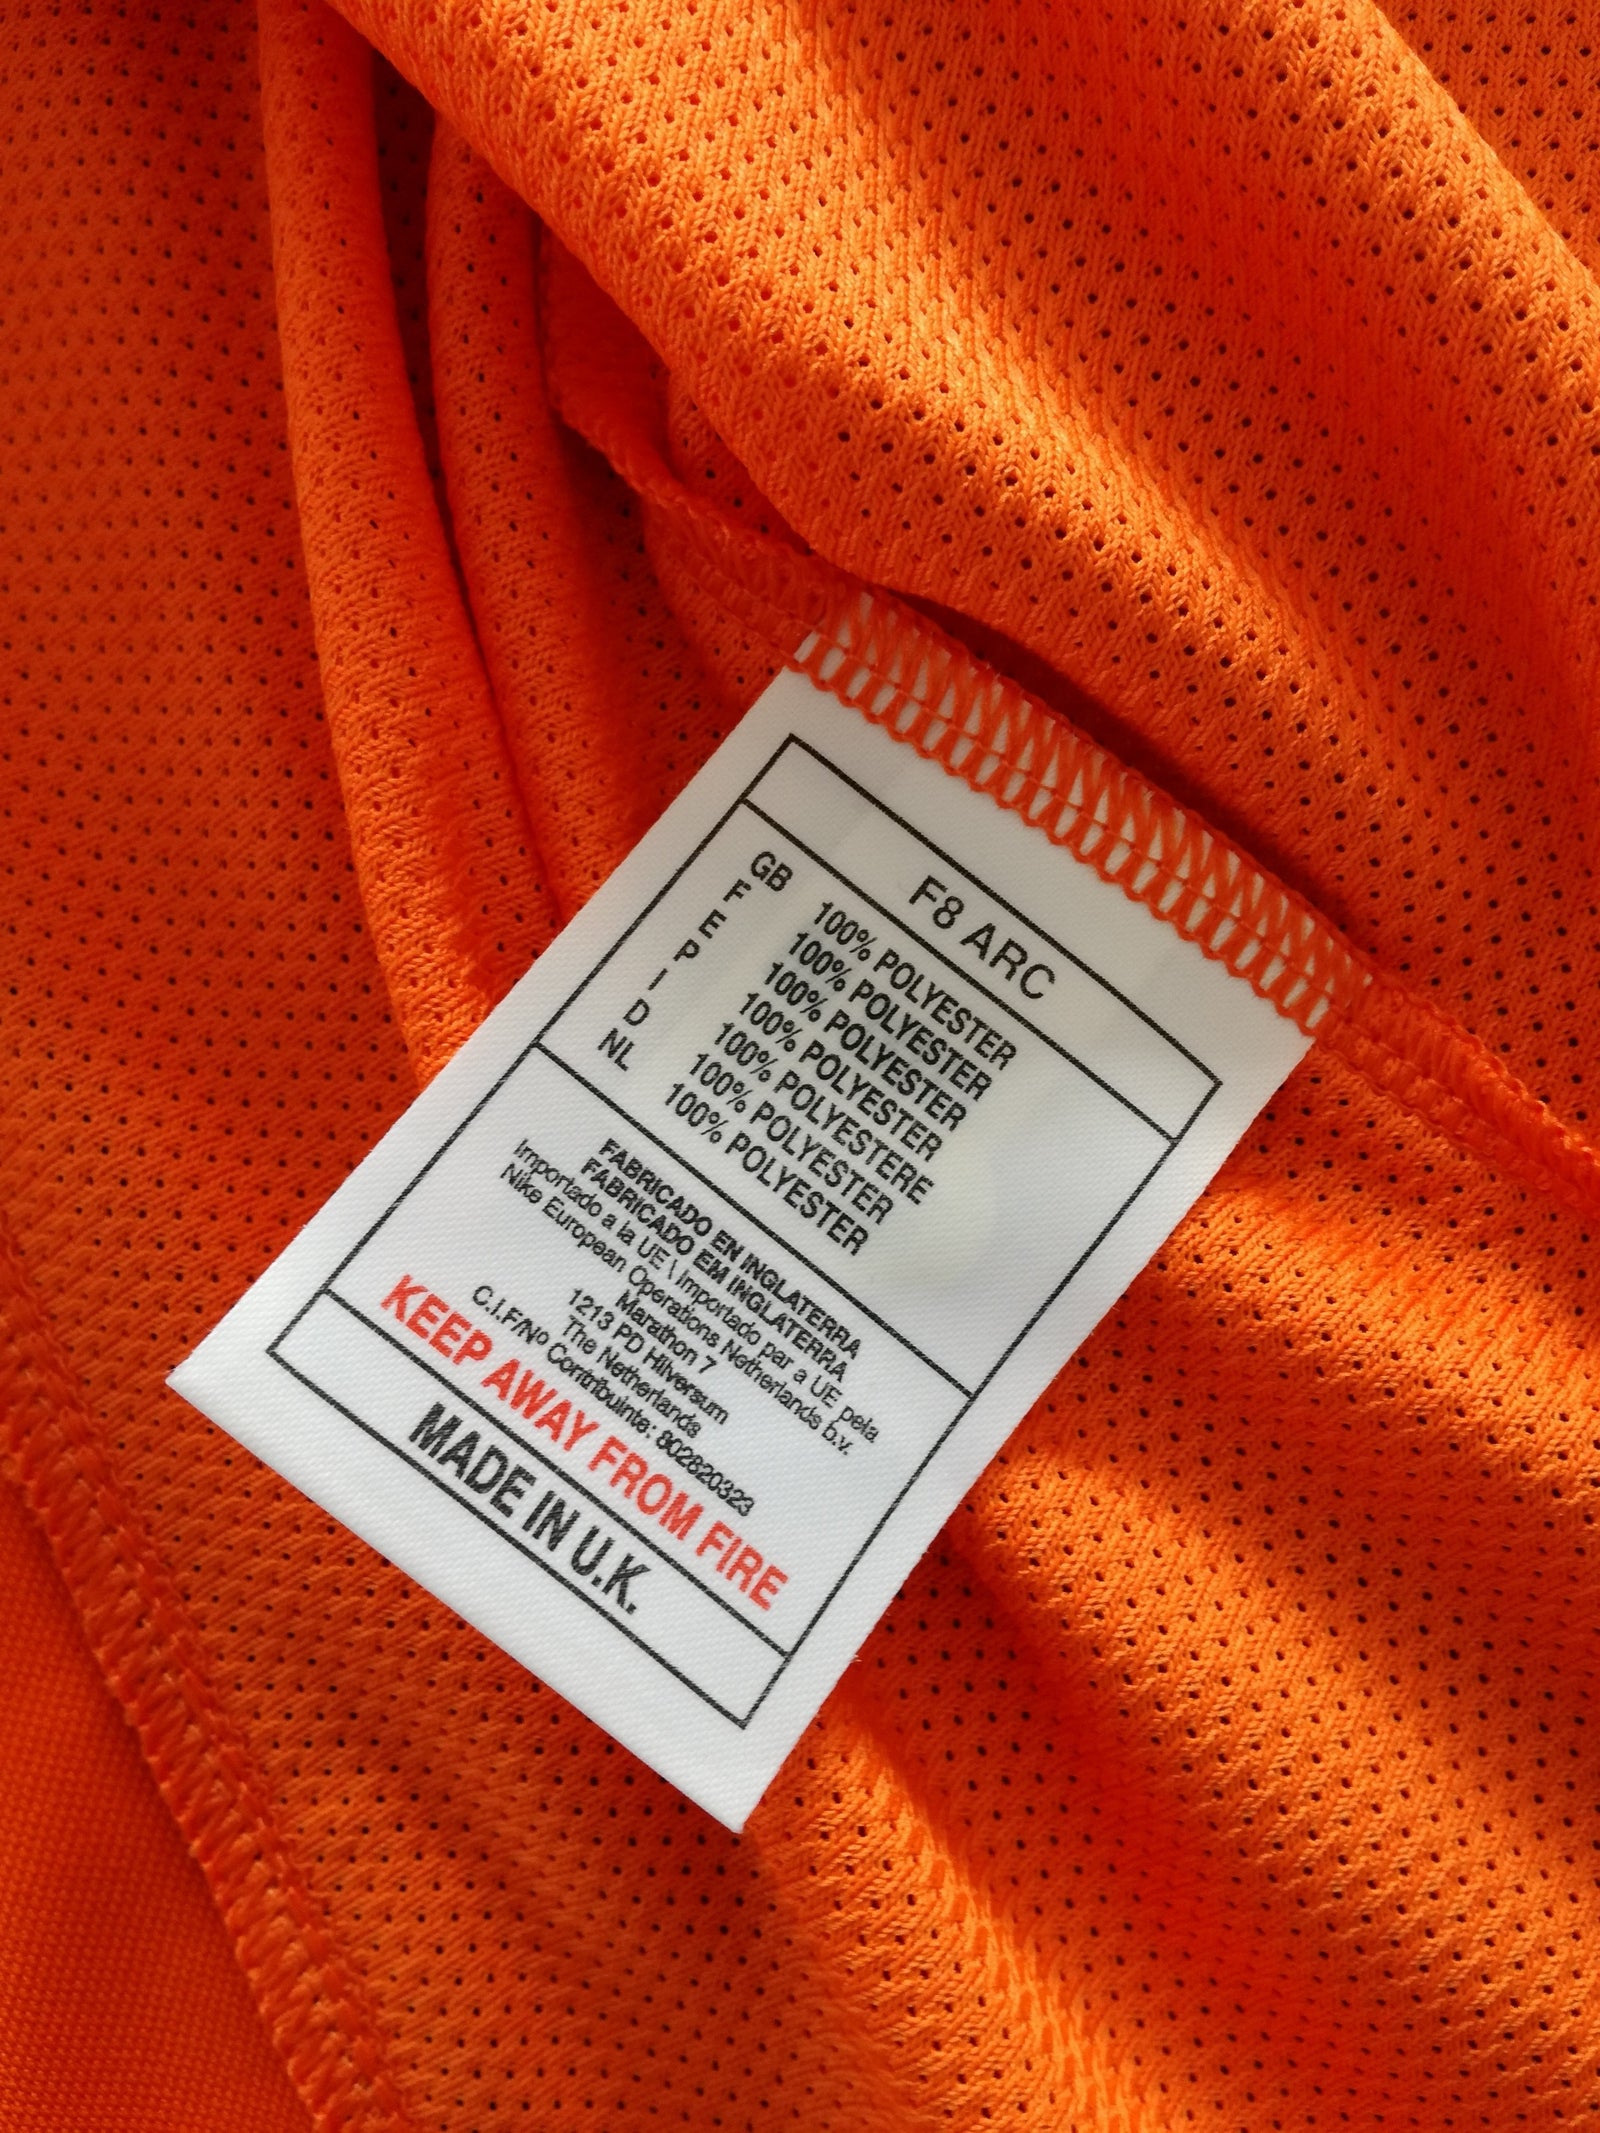 F8 ARC
GB 100% POLYESTER
F 100% POLYESTER
E 100% POLYESTER
P 100% POLYESTER
I 100% POLYESTERE
D 100% POLYESTER
NL 100% POLYESTER
FABRICADO EN INGLATERRA
FABRICADO EM INGLATERRA
Importado a la UE \ Importado par a UE pela
Nike European Operations Netherlands b.v.
Marathon 7
1213 PD Hilversum
The Netherlands
C.I.F/Nº Contribuinte: 802820323
KEEP AWAY FROM FIRE
MADE IN U.K.